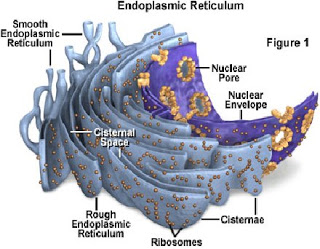 Endoplasmic Reticulum
Smooth
Endoplasmic
Reticulum
Figure 1
Nuclear
Pore
Nuclear
Envelope
Cisternal
Space
Rough
Endoplasmic
Reticulum
Ribosomes
Cisternae